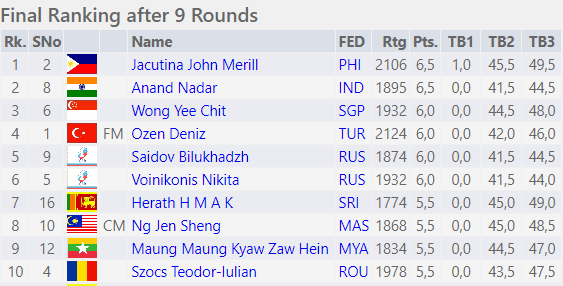 Final Ranking after 9 Rounds
Rk. SNo Name FED Rtg Pts. TB1 TB2 TB3
1 2 Jacutina John Merill PHI 2106 6,5 1,0 45,5 49,5
2 8 Anand Nadar IND 1895 6,5 0,0 41,5 44,5
3 6 Wong Yee Chit SGP 1932 6,0 0,0 44,5 48,0
4 1 FM Ozen Deniz TUR 2124 6,0 0,0 42,0 46,0
5 9 Saidov Bilukhadzh RUS 1874 6,0 0,0 41,5 44,5
6 5 Voinikonis Nikita RUS 1932 6,0 0,0 41,0 44,0
7 16 Herath H M A K SRI 1774 5,5 0,0 45,0 49,0
8 10 CM Ng Jen Sheng MAS 1868 5,5 0,0 45,0 48,5
9 12 Maung Maung Kyaw Zaw Hein MYA 1834 5,5 0,0 44,5 47,0
10 4 Szocs Teodor-Iulian ROU 1978 5,5 0,0 43,5 47,5